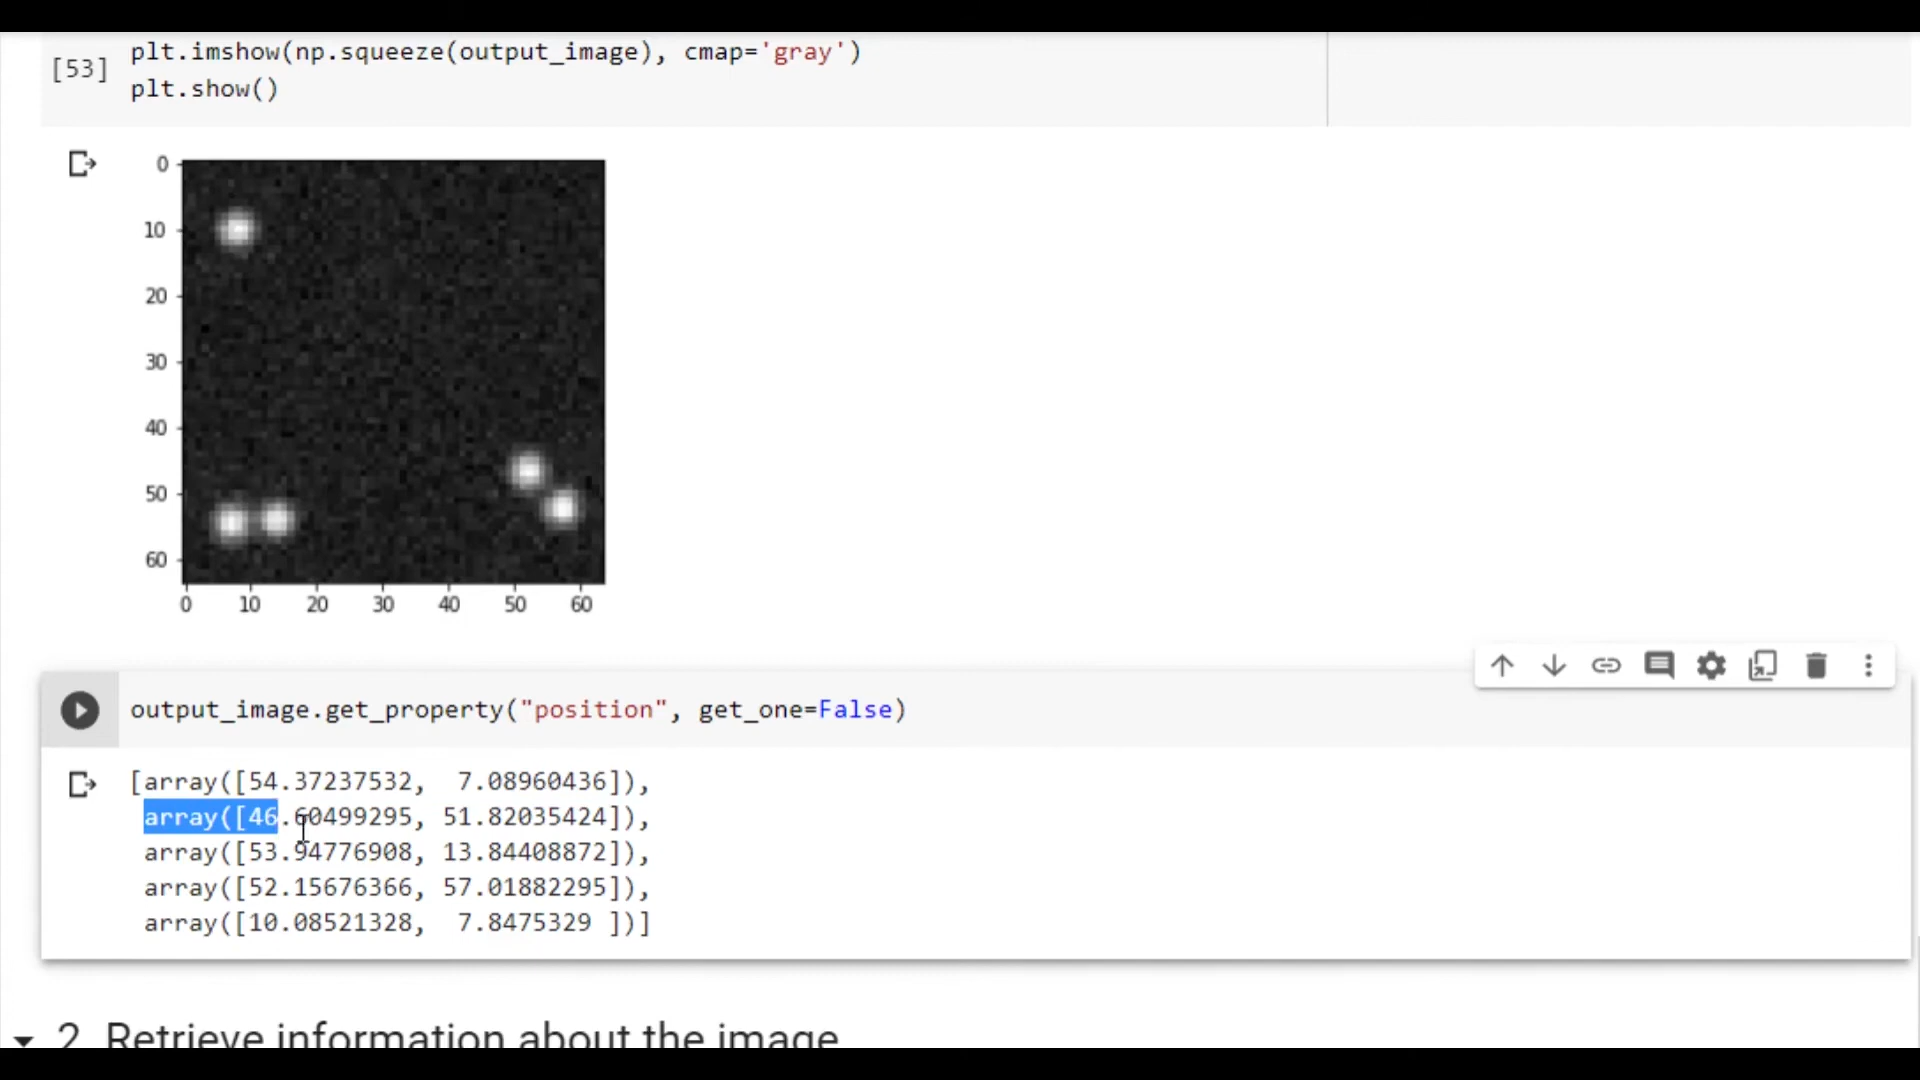 plt.imshow(np.squeeze(output_image), cmap='gray')
[53]
plt.show()
0
10
20
30
40
50
60
0 10 20 30 40 50 60
output_image.get_property("position", get_one=False)
[array([54.37237532,  7.08960436]),
array([46.60499295, 51.82035424]),
array([53.94776908, 13.84408872]),
array([52.15676366, 57.01882295]),
array([10.08521328,  7.8475329 ])]
2. Retrieve information about the image